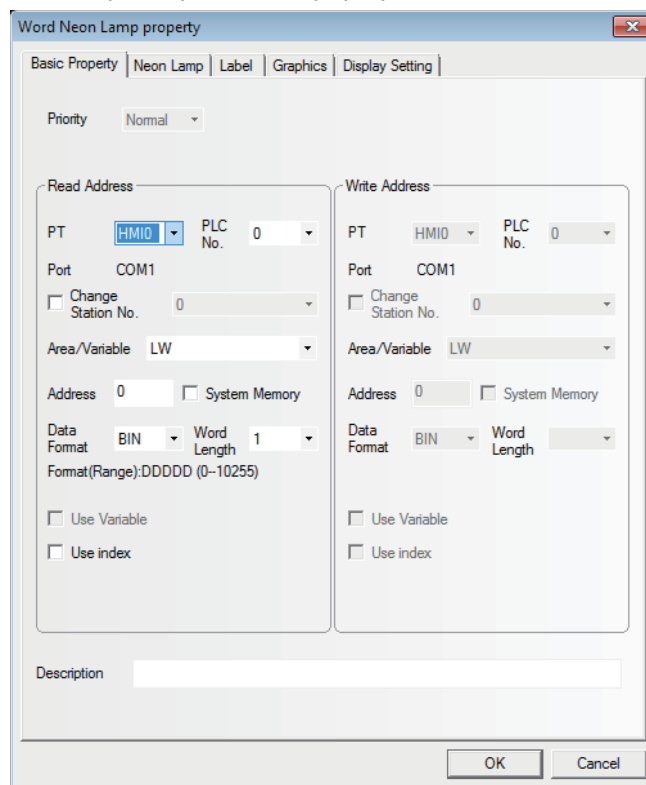 Word Neon Lamp property
Basic Property Neon Lamp Label Graphics Display Setting
Priority Normal
Read Address
PT HMI0 PLC No. 0
Port COM1
Change Station No. 0
Area/Variable LW
Address 0 System Memory
Data Format BIN Word Length 1
Format(Range):DDDDD (0--10255)
Use Variable
Use index
Write Address
PT HMI0 PLC No. 0
Port COM1
Change Station No. 0
Area/Variable LW
Address 0 System Memory
Data Format BIN Word Length
Use Variable
Use index
Description
OK Cancel